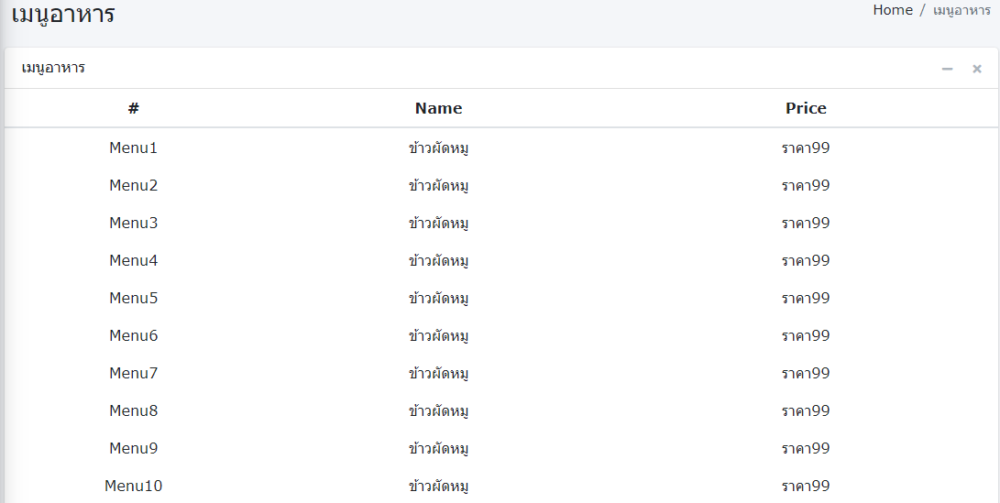 เมนูอาหาร
Home / เมนูอาหาร
เมนูอาหาร
# Name Price
Menu1 ข้าวผัดหมู ราคา99
Menu2 ข้าวผัดหมู ราคา99
Menu3 ข้าวผัดหมู ราคา99
Menu4 ข้าวผัดหมู ราคา99
Menu5 ข้าวผัดหมู ราคา99
Menu6 ข้าวผัดหมู ราคา99
Menu7 ข้าวผัดหมู ราคา99
Menu8 ข้าวผัดหมู ราคา99
Menu9 ข้าวผัดหมู ราคา99
Menu10 ข้าวผัดหมู ราคา99